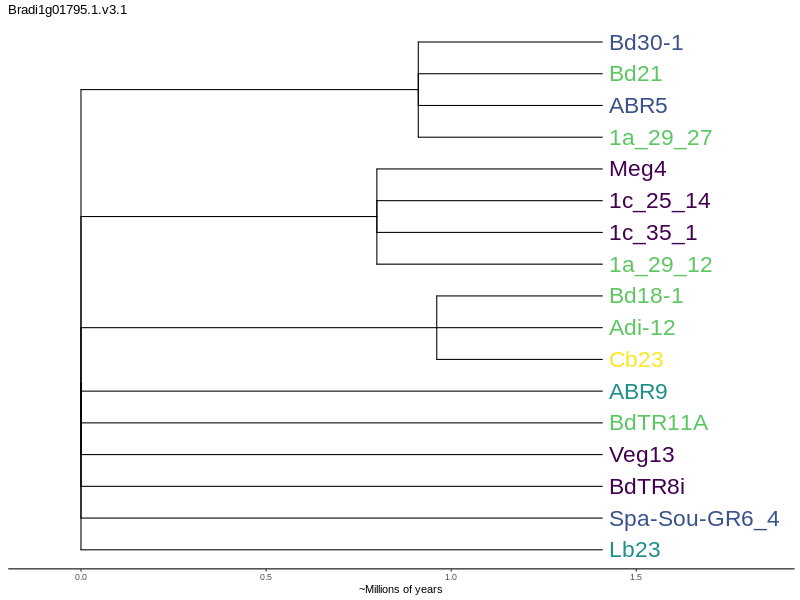 Bradi1g01795.1.v3.1
Bd30-1
Bd21
ABR5
1a_29_27
Meg4
1c_25_14
1c_35_1
1a_29_12
Bd18-1
Adi-12
Cb23
ABR9
BdTR11A
Veg13
BdTR8i
Spa-Sou-GR6_4
Lb23
0.0 0.5 1.0 1.5
~Millions of years